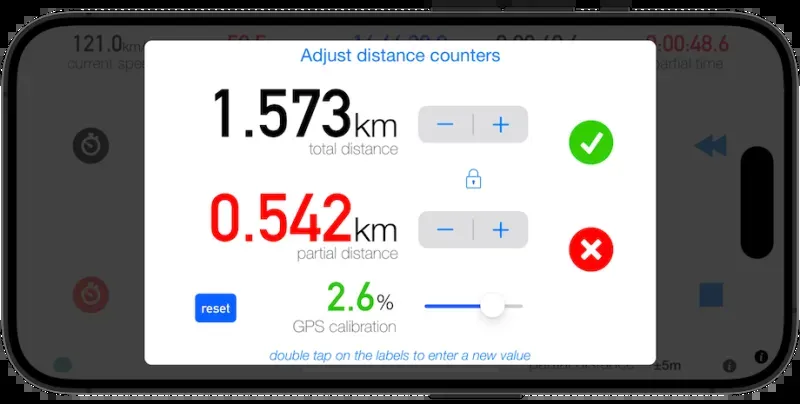 Adjust distance counters
121.0km
current spe
0:00:48.6
partial time
1.573km
total distance
0.542km
partial distance
reset
2.6%
GPS calibration
double tap on the labels to enter a new value
±5m